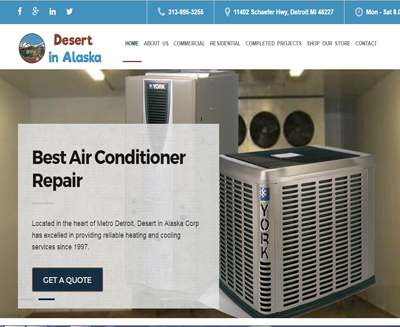 313-995-3255
11402 Schaefer Hwy, Detroit MI 48227
Mon - Sat 8.0
Desert
in Alaska
HOME ABOUT US COMMERCIAL RESIDENTIAL COMPLETED PROJECTS SHOP OUR STORE CONTACT
YORK
Best Air Conditioner
Repair
Located in the heart of Metro Detroit, Desert in Alaska Corp
has excelled in providing reliable heating and cooling
services since 1997.
GET A QUOTE
YORK